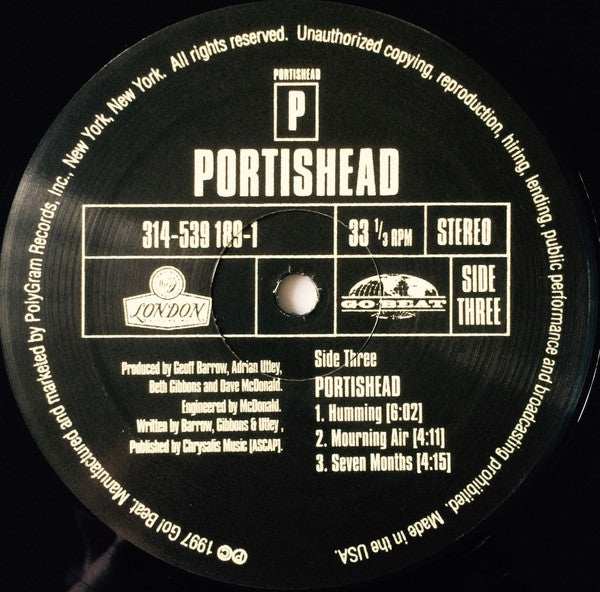 PORTISHEAD
P
PORTISHEAD
314-539 189-1
33 1/3 RPM
STEREO
LONDON
GO BEAT
SIDE
THREE
Produced by Geoff Barrow, Adrian Utley,
Beth Gibbons and Dave McDonald.
Engineered by McDonald.
Written by Barrow, Gibbons & Utley ,
Published by Chrysalis Music [ASCAP].
Side Three
PORTISHEAD
1. Humming [6:02]
2. Mourning Air [4:11]
3. Seven Months [4:15]
℗© 1997 Go! Beat. Manufactured and marketed by PolyGram Records, Inc., New York, New York. All rights reserved. Unauthorized copying, reproduction, hiring, lending, public performance and broadcasting prohibited. Made in the USA.